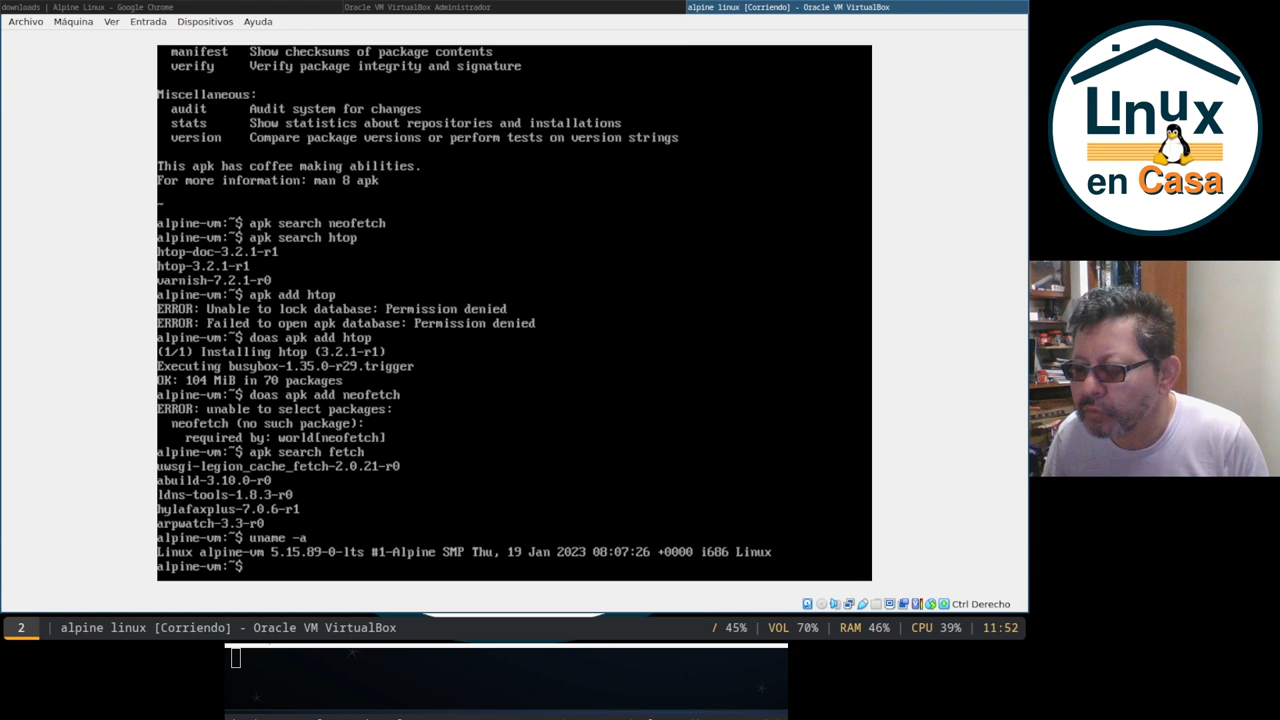 downloads | Alpine Linux - Google Chrome
Oracle VM VirtualBox Administrador
alpine linux [Corriendo] - Oracle VM VirtualBox
Archivo Máquina Ver Entrada Dispositivos Ayuda
manifest Show checksums of package contents
verify Verify package integrity and signature
Miscellaneous:
audit Audit system for changes
stats Show statistics about repositories and installations
version Compare package versions or perform tests on version strings
This apk has coffee making abilities.
For more information: man 8 apk
~
alpine-vm:~$ apk search neofetch
alpine-vm:~$ apk search htop
htop-doc-3.2.1-r1
htop-3.2.1-r1
varnish-7.2.1-r0
alpine-vm:~$ apk add htop
ERROR: Unable to lock database: Permission denied
ERROR: Failed to open apk database: Permission denied
alpine-vm:~$ doas apk add htop
(1/1) Installing htop (3.2.1-r1)
Executing busybox-1.35.0-r29.trigger
OK: 104 MiB in 70 packages
alpine-vm:~$ doas apk add neofetch
ERROR: unable to select packages:
neofetch (no such package):
required by: world[neofetch]
alpine-vm:~$ apk search fetch
uwsgi-legion_cache_fetch-2.0.21-r0
abuild-3.10.0-r0
ldns-tools-1.8.3-r0
hylafaxplus-7.0.6-r1
arpwatch-3.3-r0
alpine-vm:~$ uname -a
Linux alpine-vm 5.15.89-0-lts #1-Alpine SMP Thu, 19 Jan 2023 08:07:26 +0000 i686 Linux
alpine-vm:~$
Ctrl Derecho
2 | alpine linux [Corriendo] - Oracle VM VirtualBox / 45% | VOL 70% | RAM 46% | CPU 39% | 11:52
Linux
en Casa